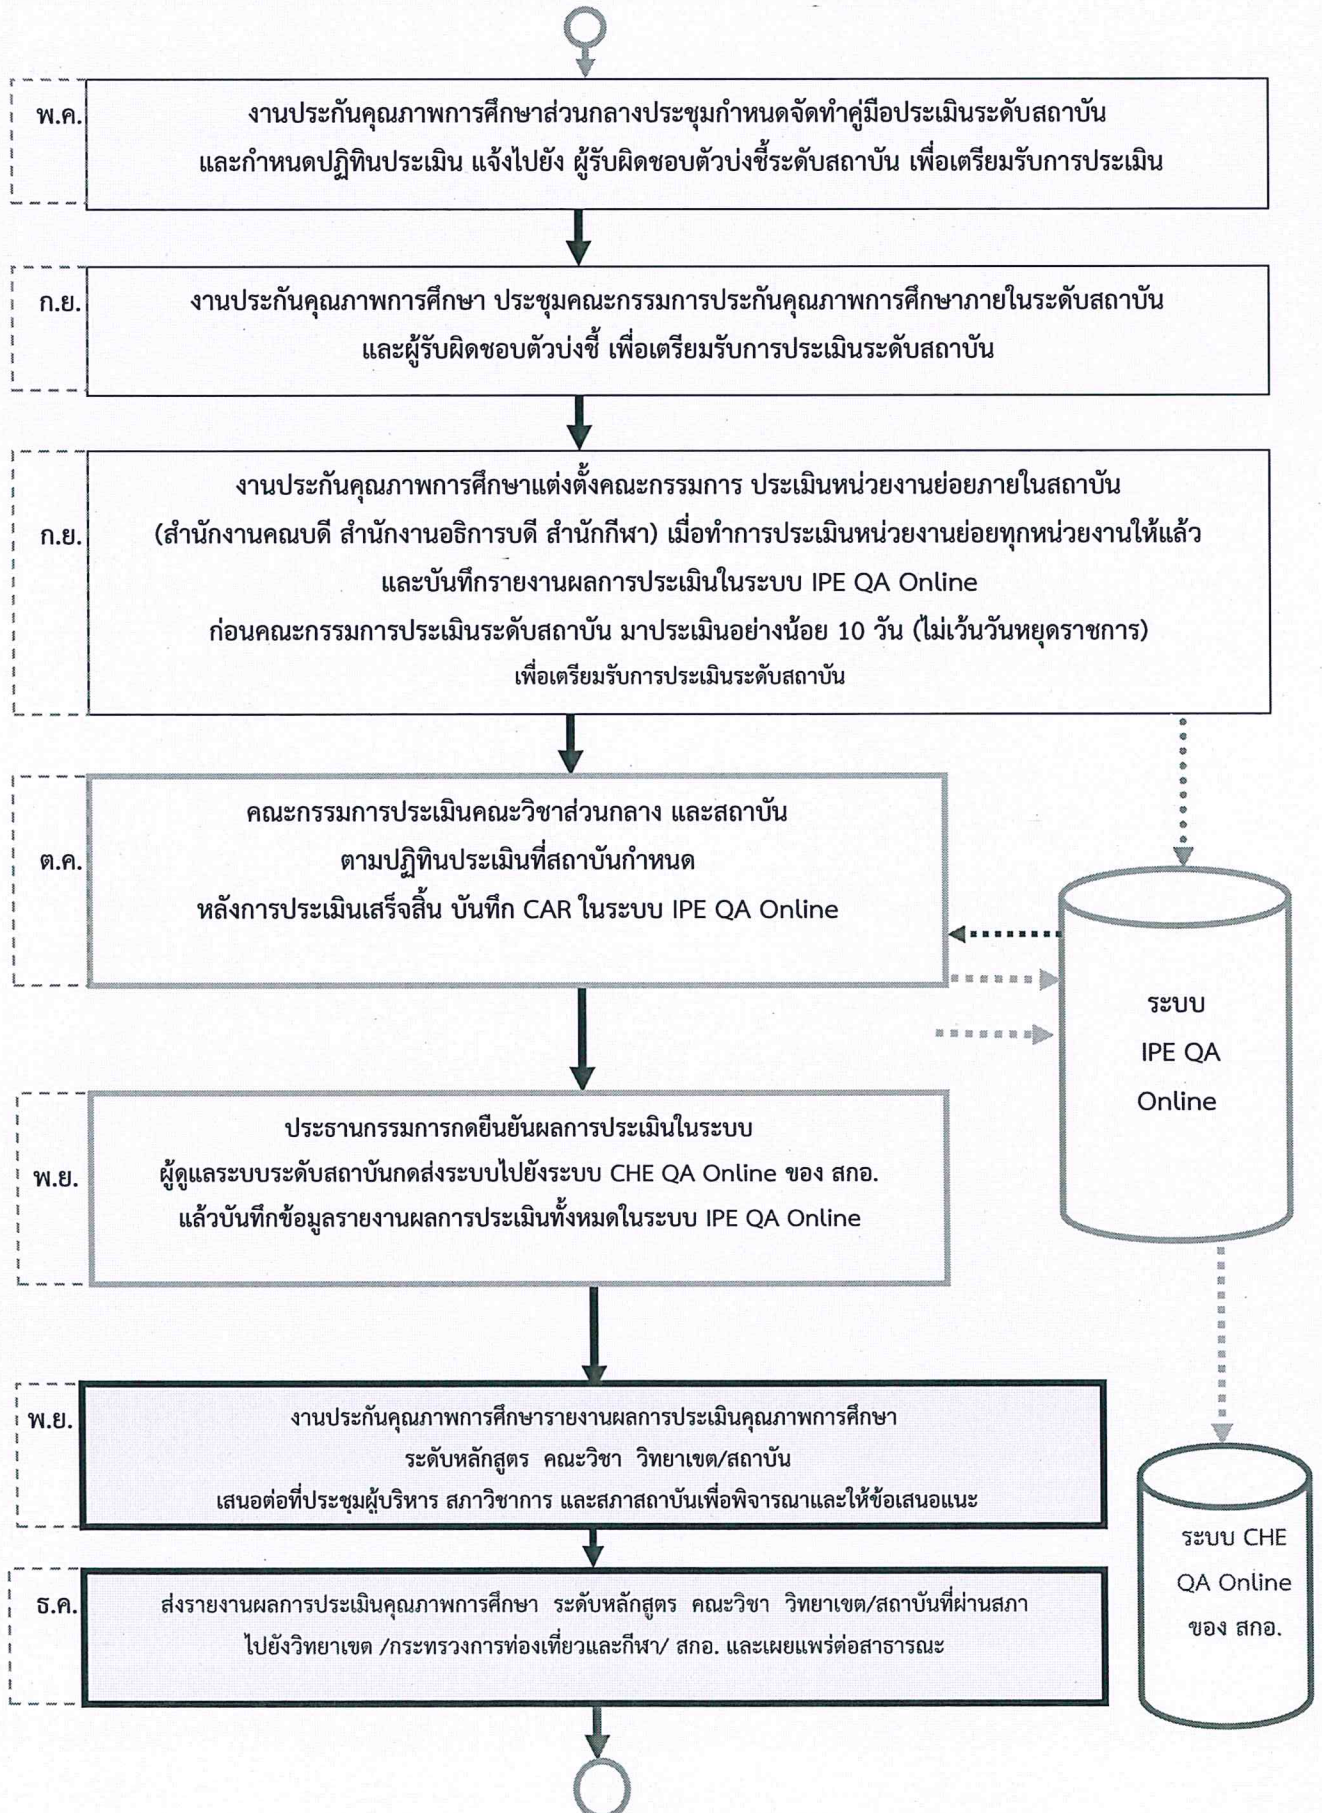 พ.ค.
งานประกันคุณภาพการศึกษาส่วนกลางประชุมกำหนดจัดทำคู่มือประเมินระดับสถาบัน
และกำหนดปฏิทินประเมิน แจ้งไปยัง ผู้รับผิดชอบตัวบ่งชี้ระดับสถาบัน เพื่อเตรียมรับการประเมิน
ก.ย.
งานประกันคุณภาพการศึกษา ประชุมคณะกรรมการประกันคุณภาพการศึกษาภายในระดับสถาบัน
และผู้รับผิดชอบตัวบ่งชี้ เพื่อเตรียมรับการประเมินระดับสถาบัน
ก.ย.
งานประกันคุณภาพการศึกษาแต่งตั้งคณะกรรมการ ประเมินหน่วยงานย่อยภายในสถาบัน
(สำนักงานคณบดี สำนักงานอธิการบดี สำนักกีฬา) เมื่อทำการประเมินหน่วยงานย่อยทุกหน่วยงานให้แล้ว
และบันทึกรายงานผลการประเมินในระบบ IPE QA Online
ก่อนคณะกรรมการประเมินระดับสถาบัน มาประเมินอย่างน้อย 10 วัน (ไม่เว้นวันหยุดราชการ)
เพื่อเตรียมรับการประเมินระดับสถาบัน
ต.ค.
คณะกรรมการประเมินคณะวิชาส่วนกลาง และสถาบัน
ตามปฏิทินประเมินที่สถาบันกำหนด
หลังการประเมินเสร็จสิ้น บันทึก CAR ในระบบ IPE QA Online
ระบบ
IPE QA
Online
พ.ย.
ประธานกรรมการกดยืนยันผลการประเมินในระบบ
ผู้ดูแลระบบระดับสถาบันกดส่งระบบไปยังระบบ CHE QA Online ของ สกอ.
แล้วบันทึกข้อมูลรายงานผลการประเมินทั้งหมดในระบบ IPE QA Online
พ.ย.
งานประกันคุณภาพการศึกษารายงานผลการประเมินคุณภาพการศึกษา
ระดับหลักสูตร คณะวิชา วิทยาเขต/สถาบัน
เสนอต่อที่ประชุมผู้บริหาร สภาวิชาการ และสภาสถาบันเพื่อพิจารณาและให้ข้อเสนอแนะ
ระบบ CHE
QA Online
ของ สกอ.
ธ.ค.
ส่งรายงานผลการประเมินคุณภาพการศึกษา ระดับหลักสูตร คณะวิชา วิทยาเขต/สถาบันที่ผ่านสภา
ไปยังวิทยาเขต /กระทรวงการท่องเที่ยวและกีฬา/ สกอ. และเผยแพร่ต่อสาธารณะ